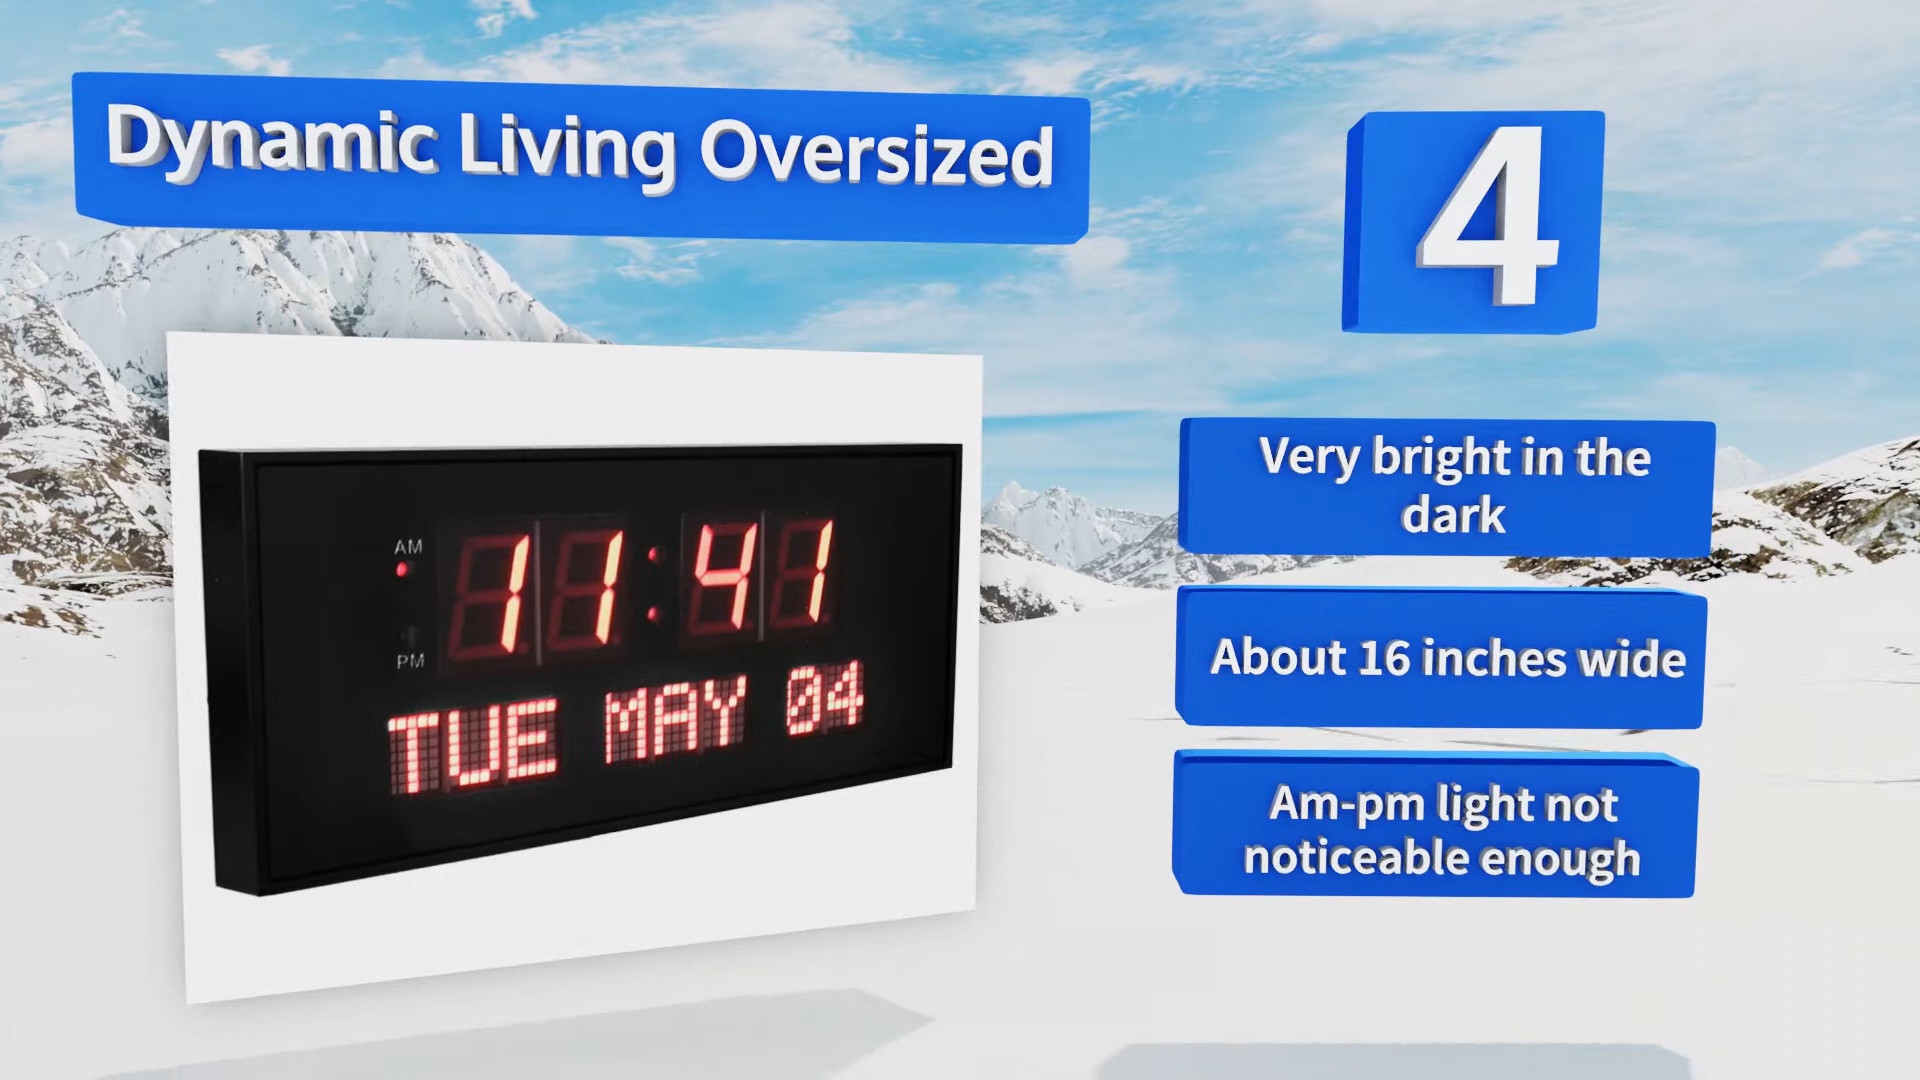 Dynamic Living Oversized
4
AM
11:41
PM
TUE MAY 04
Very bright in the
dark
About 16 inches wide
Am-pm light not
noticeable enough